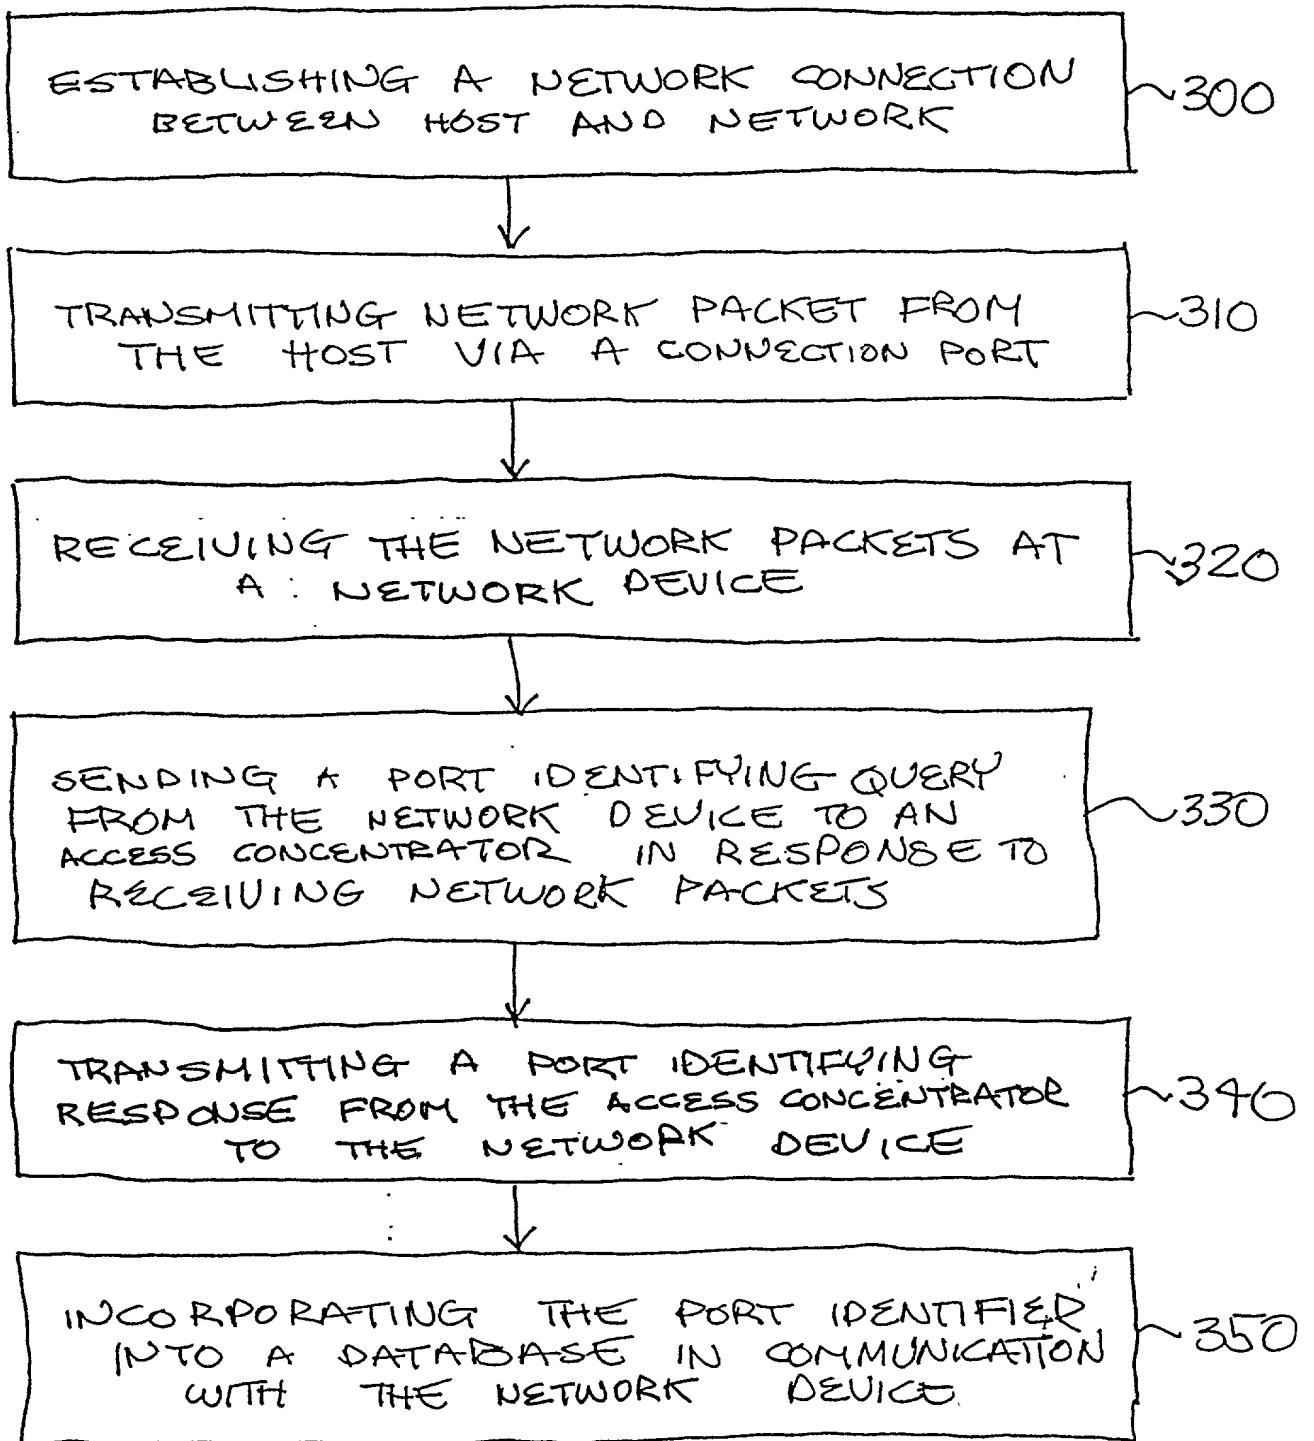 ESTABLISHING A NETWORK CONNECTION
BETWEEN HOST AND NETWORK
300
TRANSMITTING NETWORK PACKET FROM
THE HOST VIA A CONNECTION PORT
310
RECEIVING THE NETWORK PACKETS AT
A NETWORK DEVICE
320
SENDING A PORT IDENTIFYING QUERY
FROM THE NETWORK DEVICE TO AN
ACCESS CONCENTRATOR IN RESPONSE TO
RECEIVING NETWORK PACKETS
330
TRANSMITTING A PORT IDENTIFYING
RESPONSE FROM THE ACCESS CONCENTRATOR
TO THE NETWORK DEVICE
340
INCORPORATING THE PORT IDENTIFIER
INTO A DATABASE IN COMMUNICATION
WITH THE NETWORK DEVICE
350